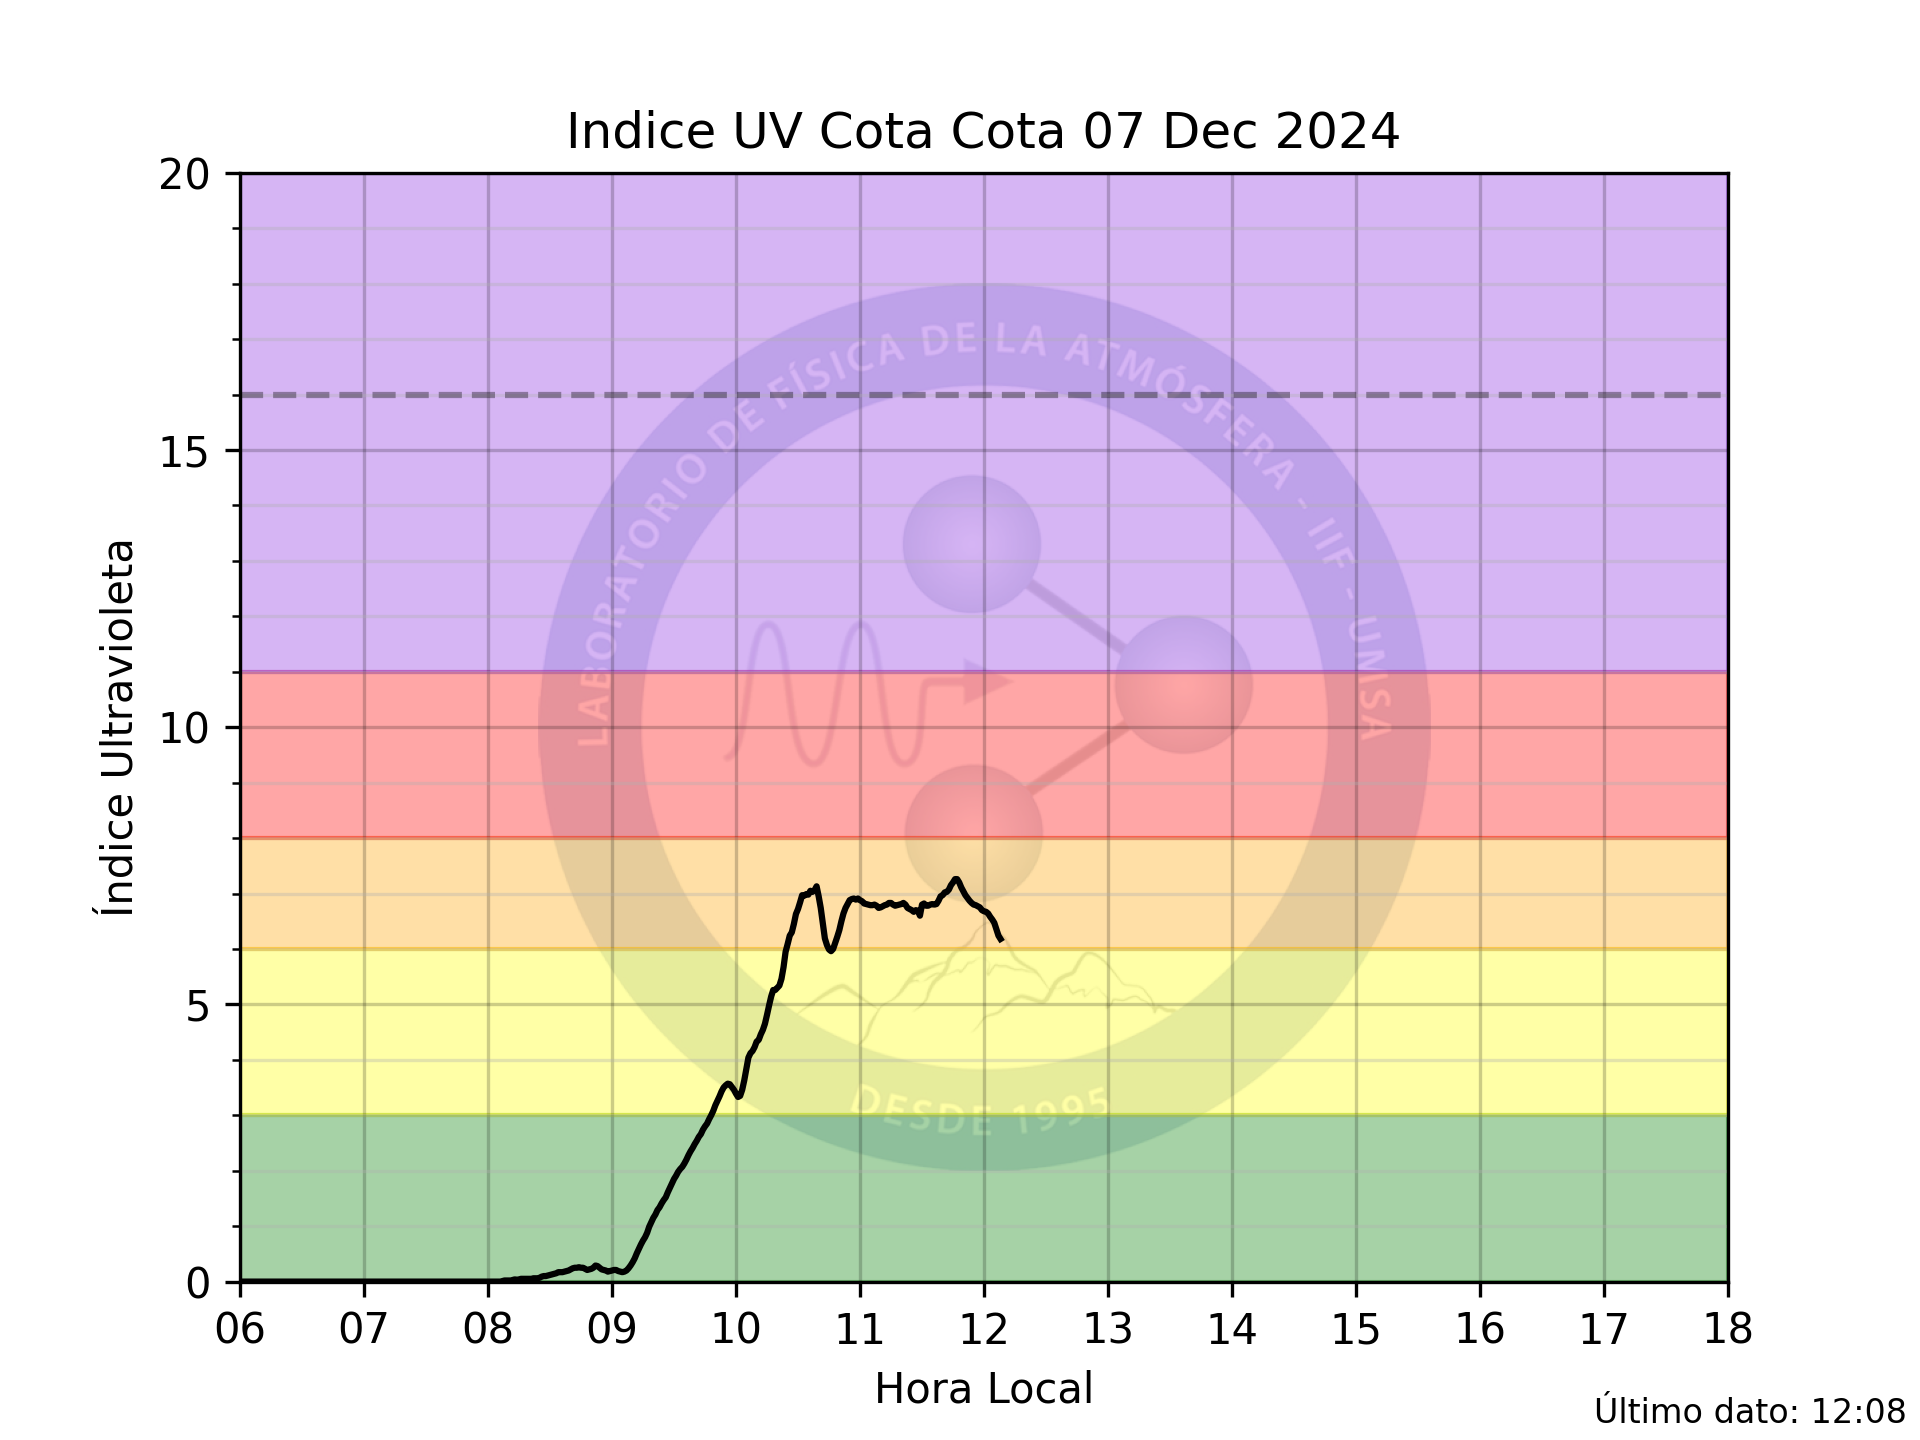 Indice UV Cota Cota 07 Dec 2024
20
15
10
5
0
Índice Ultravioleta
LABORATORIO DE FÍSICA DE LA ATMÓSFERA - IIF - UMSA
DESDE 1995
06 07 08 09 10 11 12 13 14 15 16 17 18
Hora Local
Último dato: 12:08